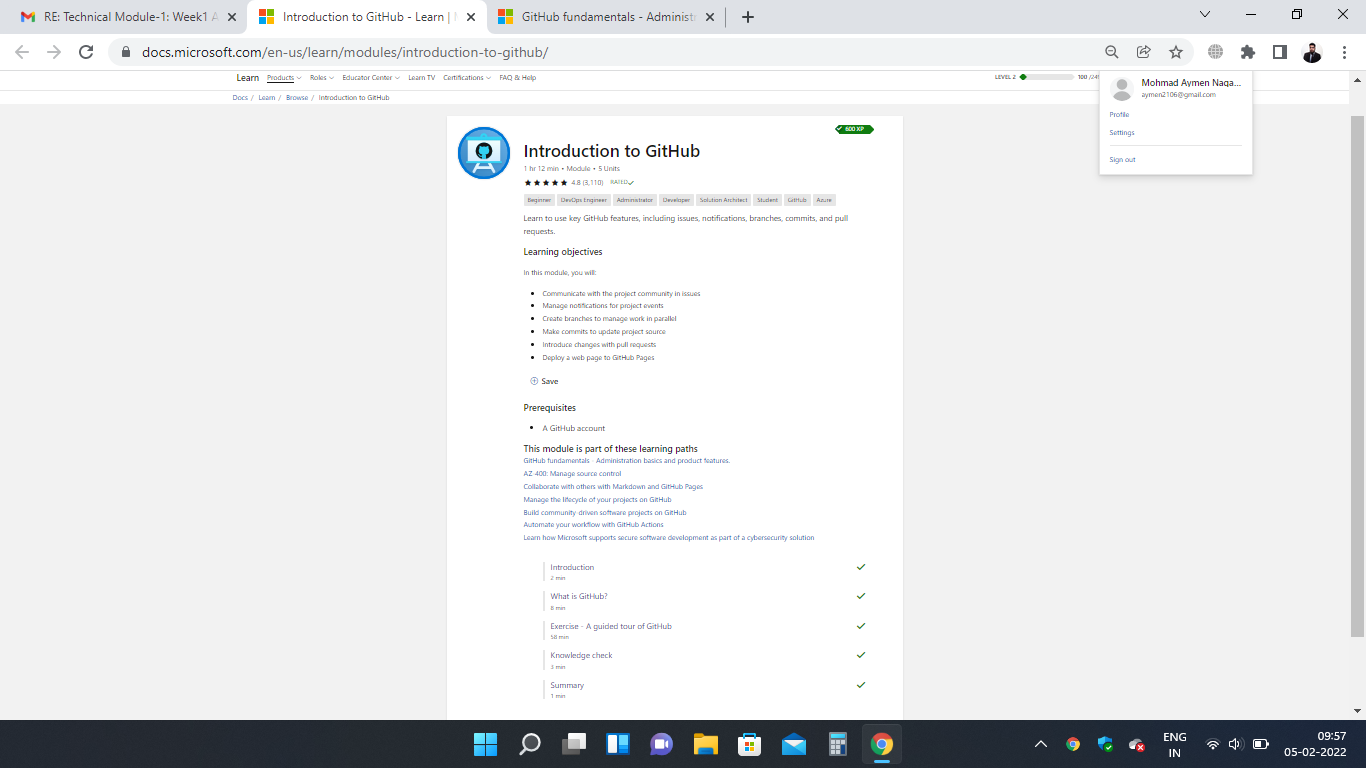 RE: Technical Module-1: Week1 A
Introduction to GitHub - Learn |
GitHub fundamentals - Administ
docs.microsoft.com/en-us/learn/modules/introduction-to-github/
Learn Products Roles Educator Center Learn TV Certifications FAQ & Help
LEVEL 2 100
Docs / Learn / Browse / Introduction to GitHub
Mohmad Aymen Naqa...
aymen2106@gmail.com
Profile
Settings
Sign out
600 XP
Introduction to GitHub
1 hr 12 min • Module • 5 Units
4.8 (3,110) RATED
Beginner DevOps Engineer Administrator Developer Solution Architect Student GitHub Azure
Learn to use key GitHub features, including issues, notifications, branches, commits, and pull
requests.
Learning objectives
In this module, you will:
• Communicate with the project community in issues
• Manage notifications for project events
• Create branches to manage work in parallel
• Make commits to update project source
• Introduce changes with pull requests
• Deploy a web page to GitHub Pages
Save
Prerequisites
• A GitHub account
This module is part of these learning paths
GitHub fundamentals - Administration basics and product features.
AZ-400: Manage source control
Collaborate with others with Markdown and GitHub Pages
Manage the lifecycle of your projects on GitHub
Build community-driven software projects on GitHub
Automate your workflow with GitHub Actions
Learn how Microsoft supports secure software development as part of a cybersecurity solution
Introduction
2 min
What is GitHub?
8 min
Exercise - A guided tour of GitHub
58 min
Knowledge check
3 min
Summary
1 min
ENG
IN
09:57
05-02-2022